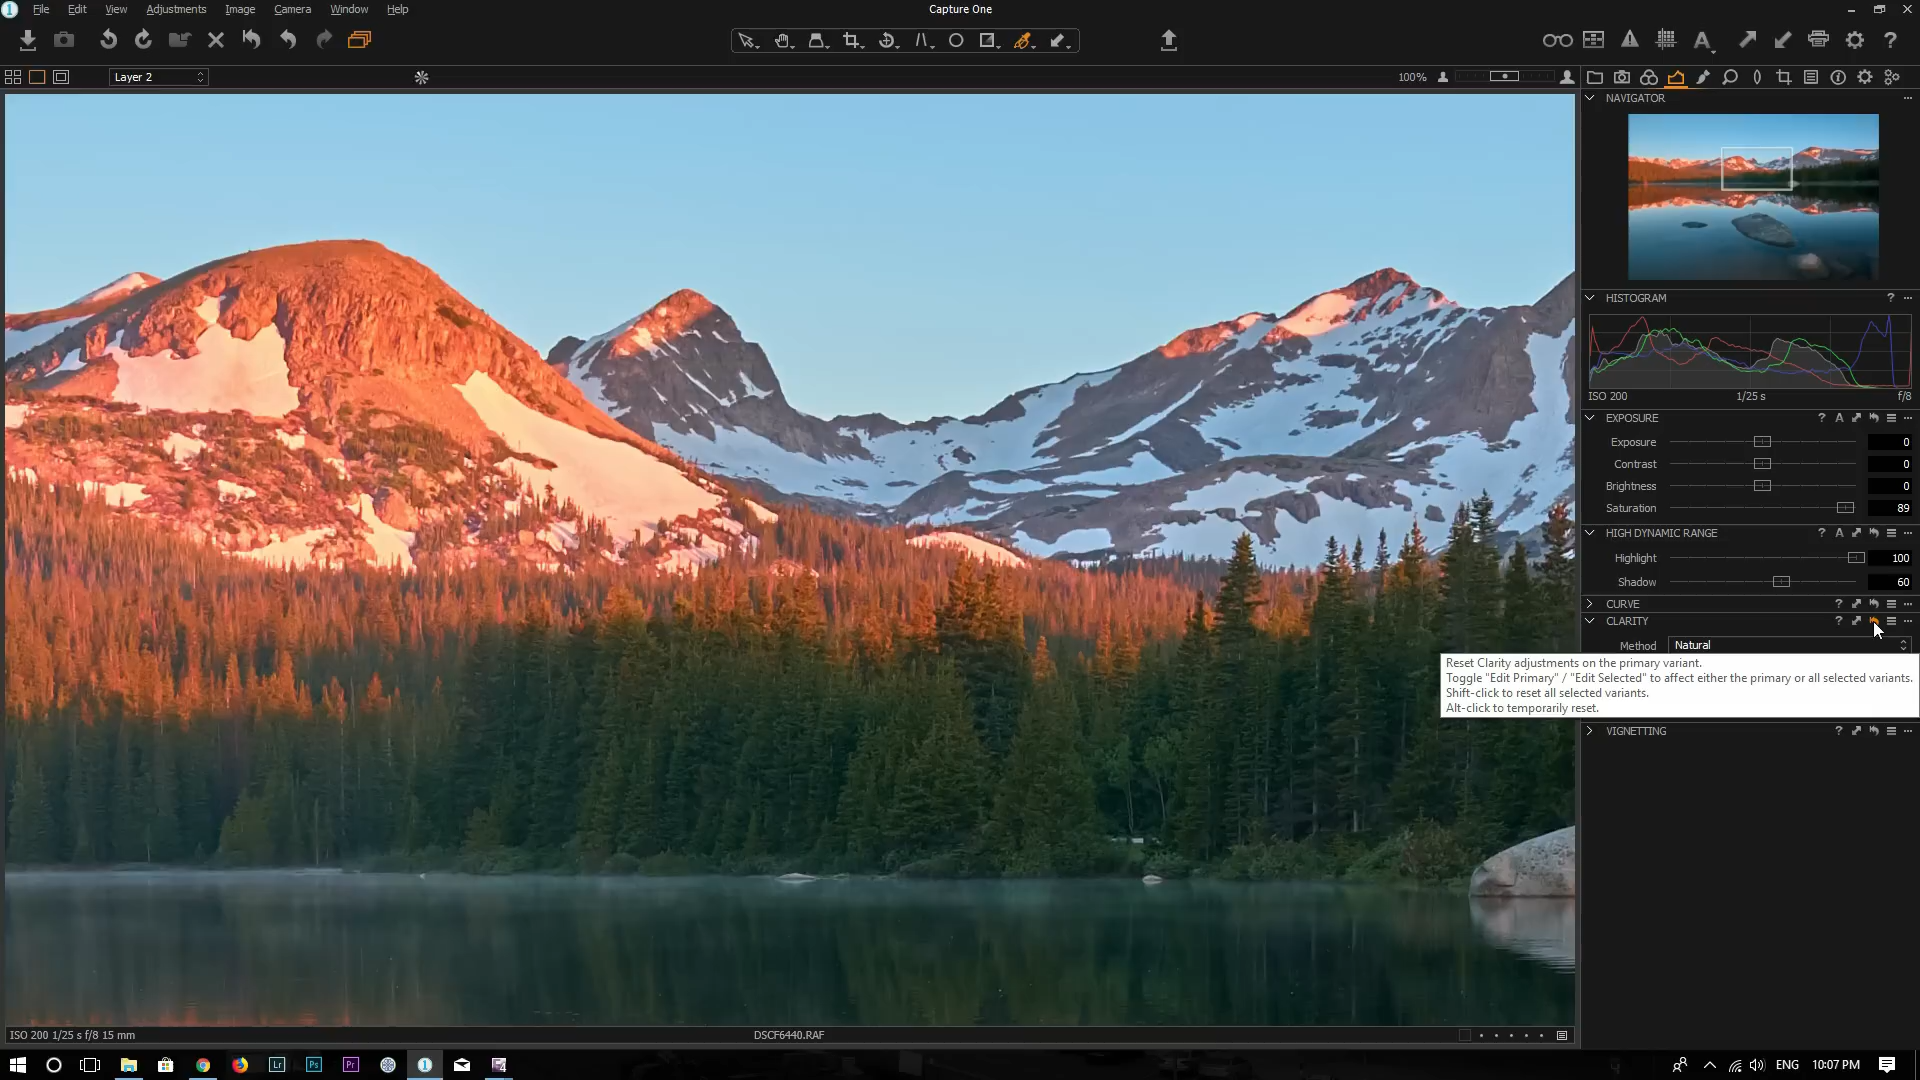 File Edit View Adjustments Image Camera Window Help
Capture One
Layer 2
100%
NAVIGATOR
HISTOGRAM
ISO 200 1/25 s f/8
EXPOSURE
Exposure 0
Contrast 0
Brightness 0
Saturation 89
HIGH DYNAMIC RANGE
Highlight 100
Shadow 60
CURVE
CLARITY
Method Natural
Reset Clarity adjustments on the primary variant.
Toggle "Edit Primary" / "Edit Selected" to affect either the primary or all selected variants.
Shift-click to reset all selected variants.
Alt-click to temporarily reset.
VIGNETTING
ISO 200 1/25 s f/8 15 mm
DSCF6440.RAF
Lr Ps Pr 1
ENG 10:07 PM